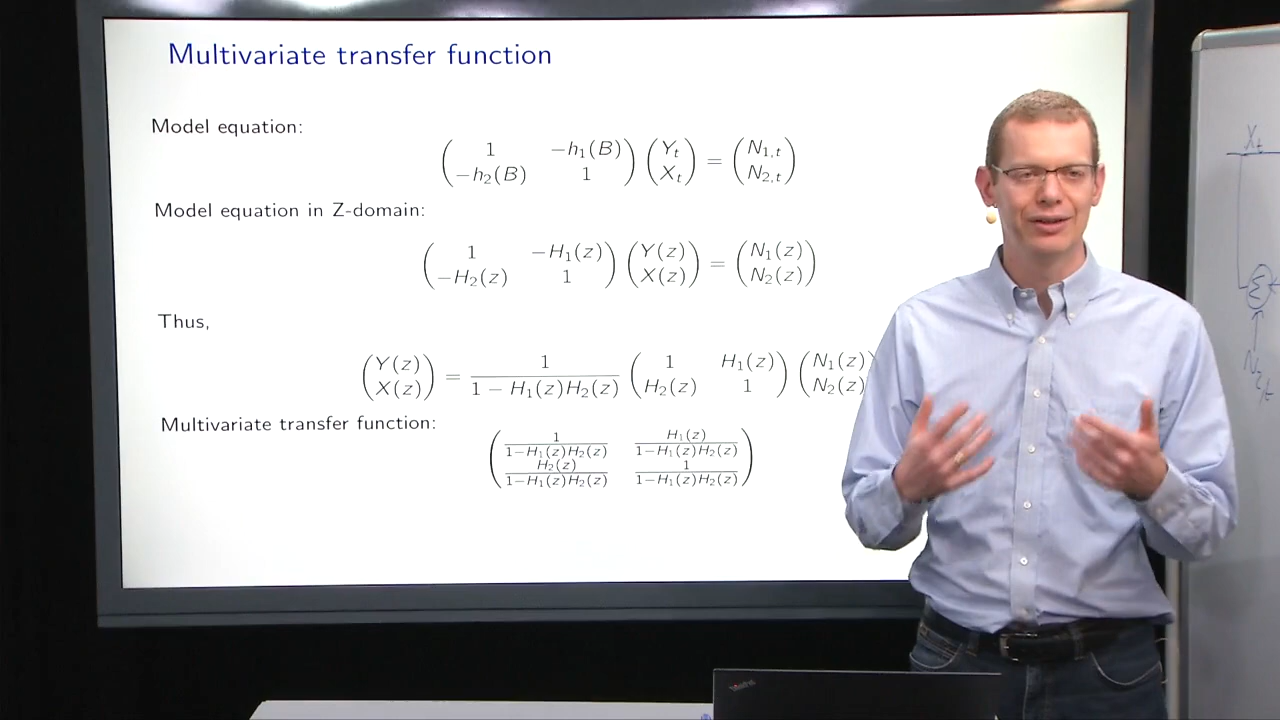 Multivariate transfer function
Model equation:
( 1 −h₁(B) ) ( Yₜ ) = ( N₁,ₜ )
( −h₂(B) 1 ) ( Xₜ ) ( N₂,ₜ )
Model equation in Z-domain:
( 1 −H₁(z) ) ( Y(z) ) = ( N₁(z) )
( −H₂(z) 1 ) ( X(z) ) ( N₂(z) )
Thus,
( Y(z) ) = 1 / (1 − H₁(z)H₂(z)) ( 1 H₁(z) ) ( N₁(z) )
( X(z) ) ( H₂(z) 1 ) ( N₂(z)
Multivariate transfer function:
( 1 / (1−H₁(z)H₂(z)) H₁(z) / (1−H₁(z)H₂(z)) )
( H₂(z) / (1−H₁(z)H₂(z)) 1 / (1−H₁(z)H₂(z)) )
Xₜ
Σ
N₂,ₜ